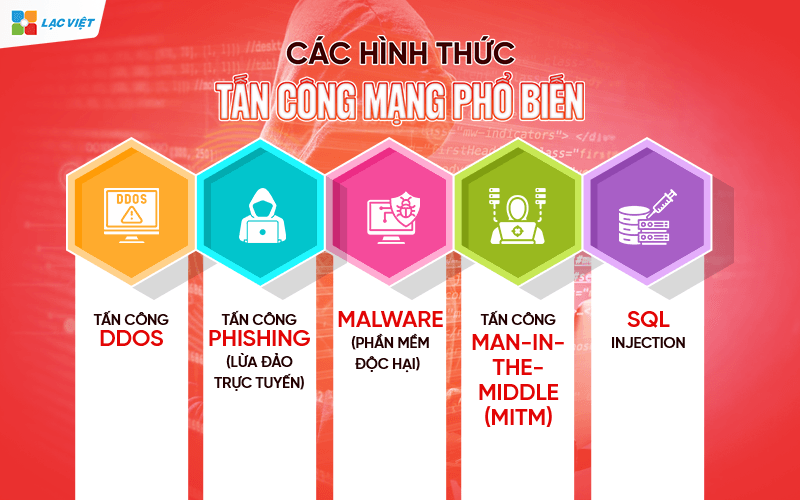 LẠC VIỆT
CÁC HÌNH THỨC
TẤN CÔNG MẠNG PHỔ BIẾN
DDOS
TẤN CÔNG
DDOS
TẤN CÔNG
PHISHING
(LỪA ĐẢO
TRỰC TUYẾN)
MALWARE
(PHẦN MỀM
ĐỘC HẠI)
TẤN CÔNG
MAN-IN-
THE-
MIDDLE
(MITM)
SQL
INJECTION